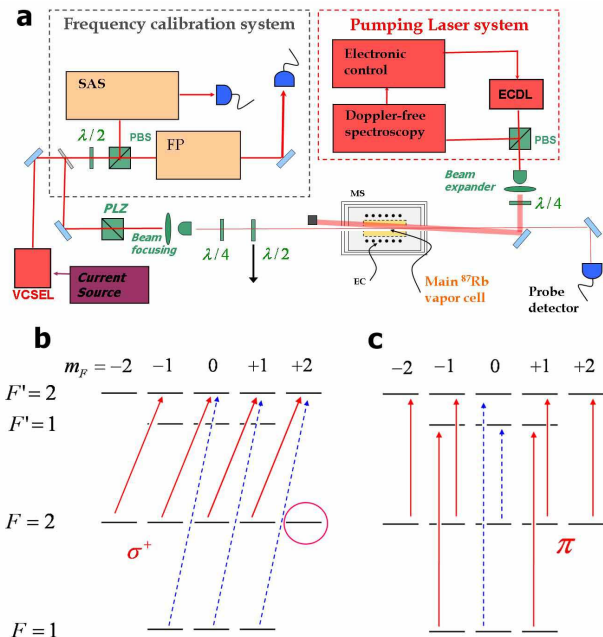 a
Frequency calibration system
Pumping Laser system
SAS
λ/2
PBS
FP
Electronic
control
ECDL
Doppler-free
spectroscopy
PBS
Beam
expander
MS
λ/4
PLZ
Beam
focusing
λ/4
λ/2
EC
Main ⁸⁷Rb
vapor cell
Probe
detector
VCSEL
Current
Source
b
c
m_F = −2 −1 0 +1 +2
−2 −1 0 +1 +2
F'=2
F'=1
F=2
σ⁺
π
F=1